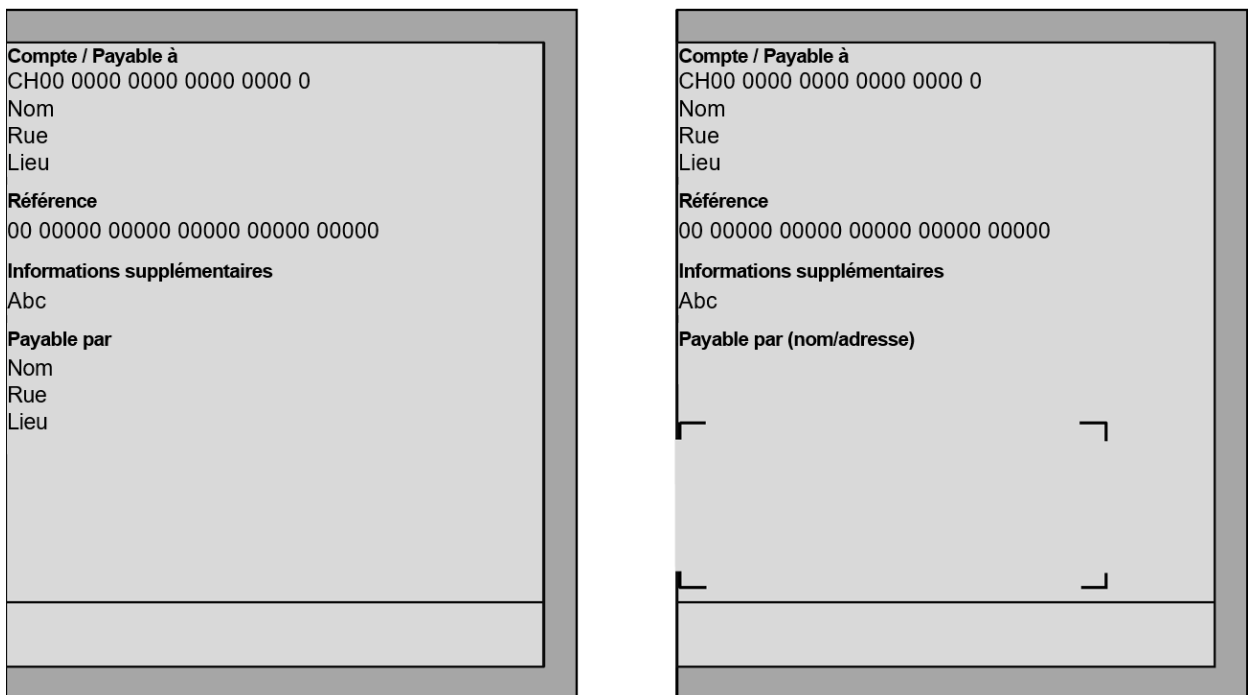 Compte / Payable à
CH00 0000 0000 0000 0000 0
Nom
Rue
Lieu
Référence
00 00000 00000 00000 00000 00000
Informations supplémentaires
Abc
Payable par
Nom
Rue
Lieu
Compte / Payable à
CH00 0000 0000 0000 0000 0
Nom
Rue
Lieu
Référence
00 00000 00000 00000 00000 00000
Informations supplémentaires
Abc
Payable par (nom/adresse)